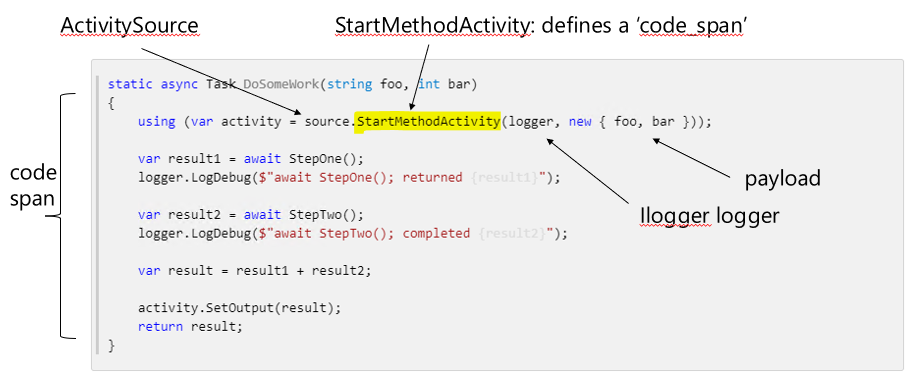 ActivitySource
StartMethodActivity: defines a ‘code_span’
static async Task DoSomeWork(string foo, int bar)
{
using (var activity = source.StartMethodActivity(logger, new { foo, bar }));
var result1 = await StepOne();
logger.LogDebug($"await StepOne(); returned {result1}");
var result2 = await StepTwo();
logger.LogDebug($"await StepTwo(); completed {result2}");
var result = result1 + result2;
activity.SetOutput(result);
return result;
}
code
span
payload
Ilogger logger